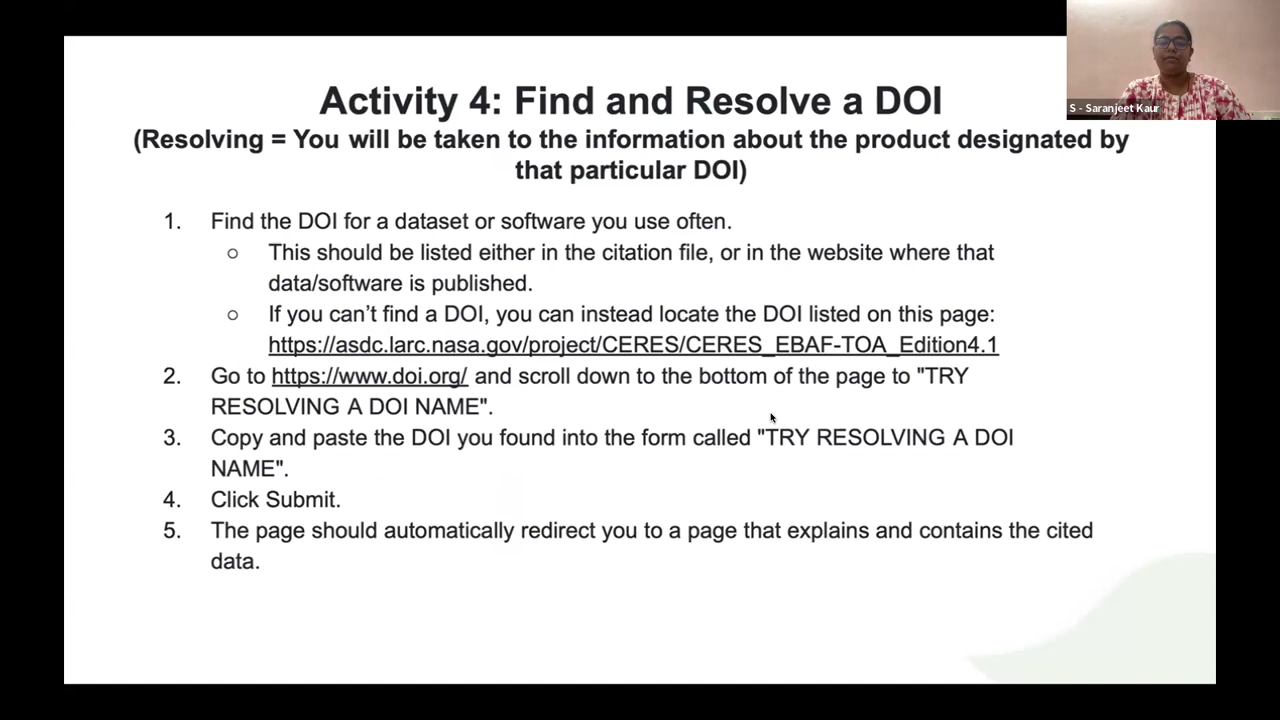 Activity 4: Find and Resolve a DOI
(Resolving = You will be taken to the information about the product designated by
that particular DOI)
S - Saranjeet Kaur
1. Find the DOI for a dataset or software you use often.
○ This should be listed either in the citation file, or in the website where that
data/software is published.
○ If you can’t find a DOI, you can instead locate the DOI listed on this page:
https://asdc.larc.nasa.gov/project/CERES/CERES_EBAF-TOA_Edition4.1
2. Go to https://www.doi.org/ and scroll down to the bottom of the page to "TRY
RESOLVING A DOI NAME".
3. Copy and paste the DOI you found into the form called "TRY RESOLVING A DOI
NAME".
4. Click Submit.
5. The page should automatically redirect you to a page that explains and contains the cited
data.